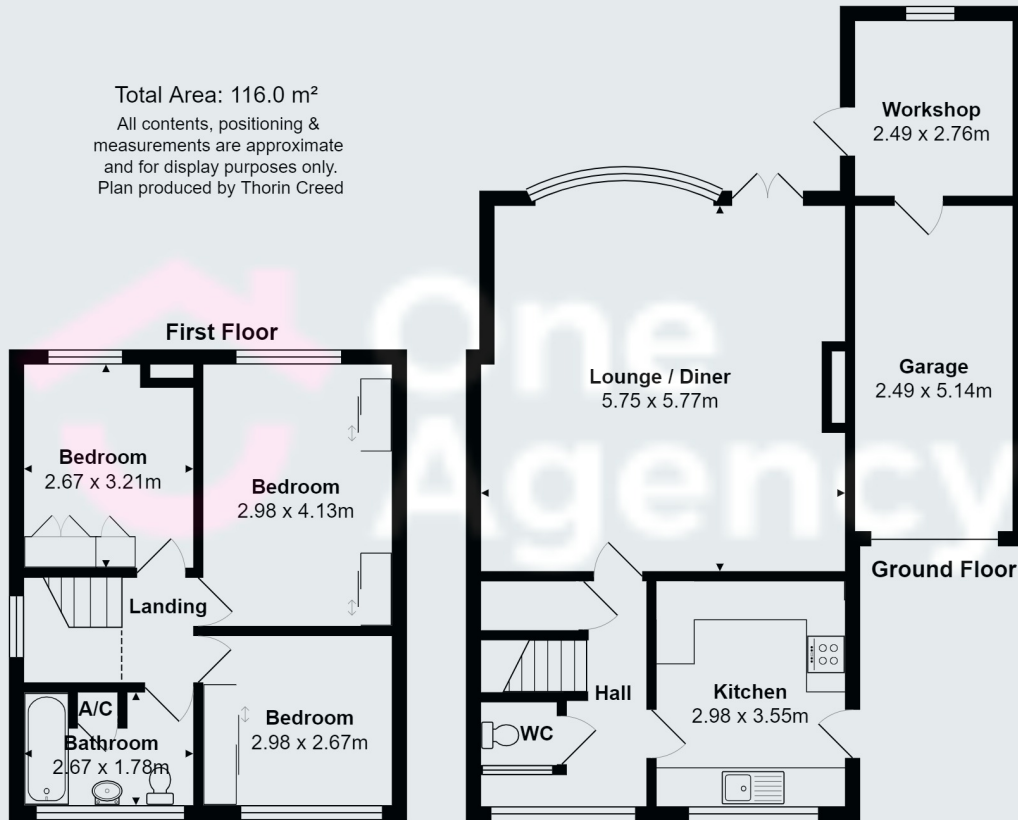 Total Area: 116.0 m²
All contents, positioning &
measurements are approximate
and for display purposes only.
Plan produced by Thorin Creed
One
Agency
First Floor
Bedroom
2.67 x 3.21m
Bedroom
2.98 x 4.13m
Landing
A/C
Bathroom
2.67 x 1.78m
Bedroom
2.98 x 2.67m
Workshop
2.49 x 2.76m
Lounge / Diner
5.75 x 5.77m
Garage
2.49 x 5.14m
Ground Floor
Hall
Kitchen
2.98 x 3.55m
WC